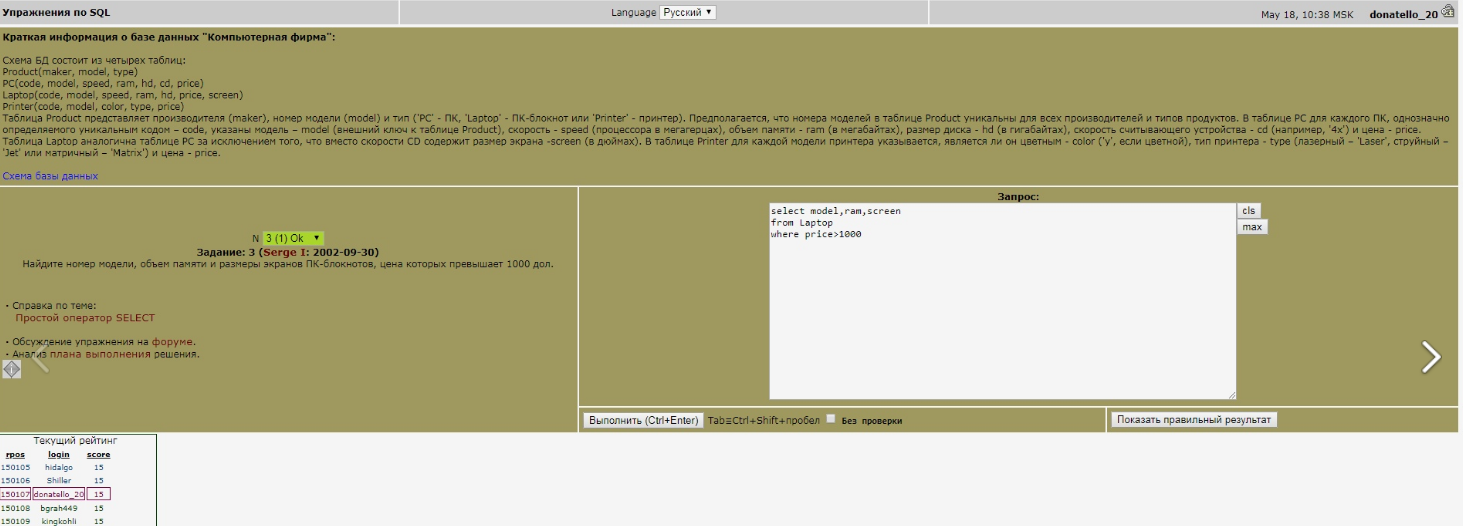 Упражнения по SQL
Language Русский
May 18, 10:38 MSK donatello_20
Краткая информация о базе данных "Компьютерная фирма":
Схема БД состоит из четырех таблиц:
Product(maker, model, type)
PC(code, model, speed, ram, hd, cd, price)
Laptop(code, model, speed, ram, hd, price, screen)
Printer(code, model, color, type, price)
Таблица Product представляет производителя (maker), номер модели (model) и тип ('PC' - ПК, 'Laptop' - ПК-блокнот или 'Printer' - принтер). Предполагается, что номера моделей в таблице Product уникальны для всех производителей и типов продуктов. В таблице PC для каждого ПК, однозначно
определяемого уникальным кодом – code, указаны модель – model (внешний ключ к таблице Product), скорость - speed (процессора в мегагерцах), объем памяти - ram (в мегабайтах), размер диска - hd (в гигабайтах), скорость считывающего устройства - cd (например, '4x') и цена - price.
Таблица Laptop аналогична таблице РС за исключением того, что вместо скорости CD содержит размер экрана -screen (в дюймах). В таблице Printer для каждой модели принтера указывается, является ли он цветным - color ('y', если цветной), тип принтера - type (лазерный – 'Laser', струйный –
'Jet' или матричный – 'Matrix') и цена - price.
Схема базы данных
N 3 (1) Ok
Задание: 3 (Serge I: 2002-09-30)
Найдите номер модели, объем памяти и размеры экранов ПК-блокнотов, цена которых превышает 1000 дол.
· Справка по теме:
Простой оператор SELECT
· Обсуждение упражнения на форуме.
· Анализ плана выполнения решения.
Запрос:
select model,ram,screen
from Laptop
where price>1000
cls
max
Выполнить (Ctrl+Enter) Tab≡Ctrl+Shift+пробел Без проверки
Показать правильный результат
Текущий рейтинг
rpos login score
150105 hidalgo 15
150106 Shiller 15
150107 donatello_20 15
150108 bgrah449 15
150109 kingkohli 15